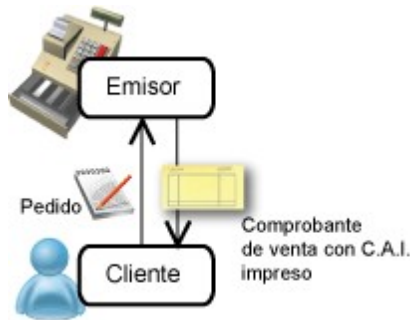 Emisor
Pedido
Comprobante
de venta con C.A.I.
impreso
Cliente